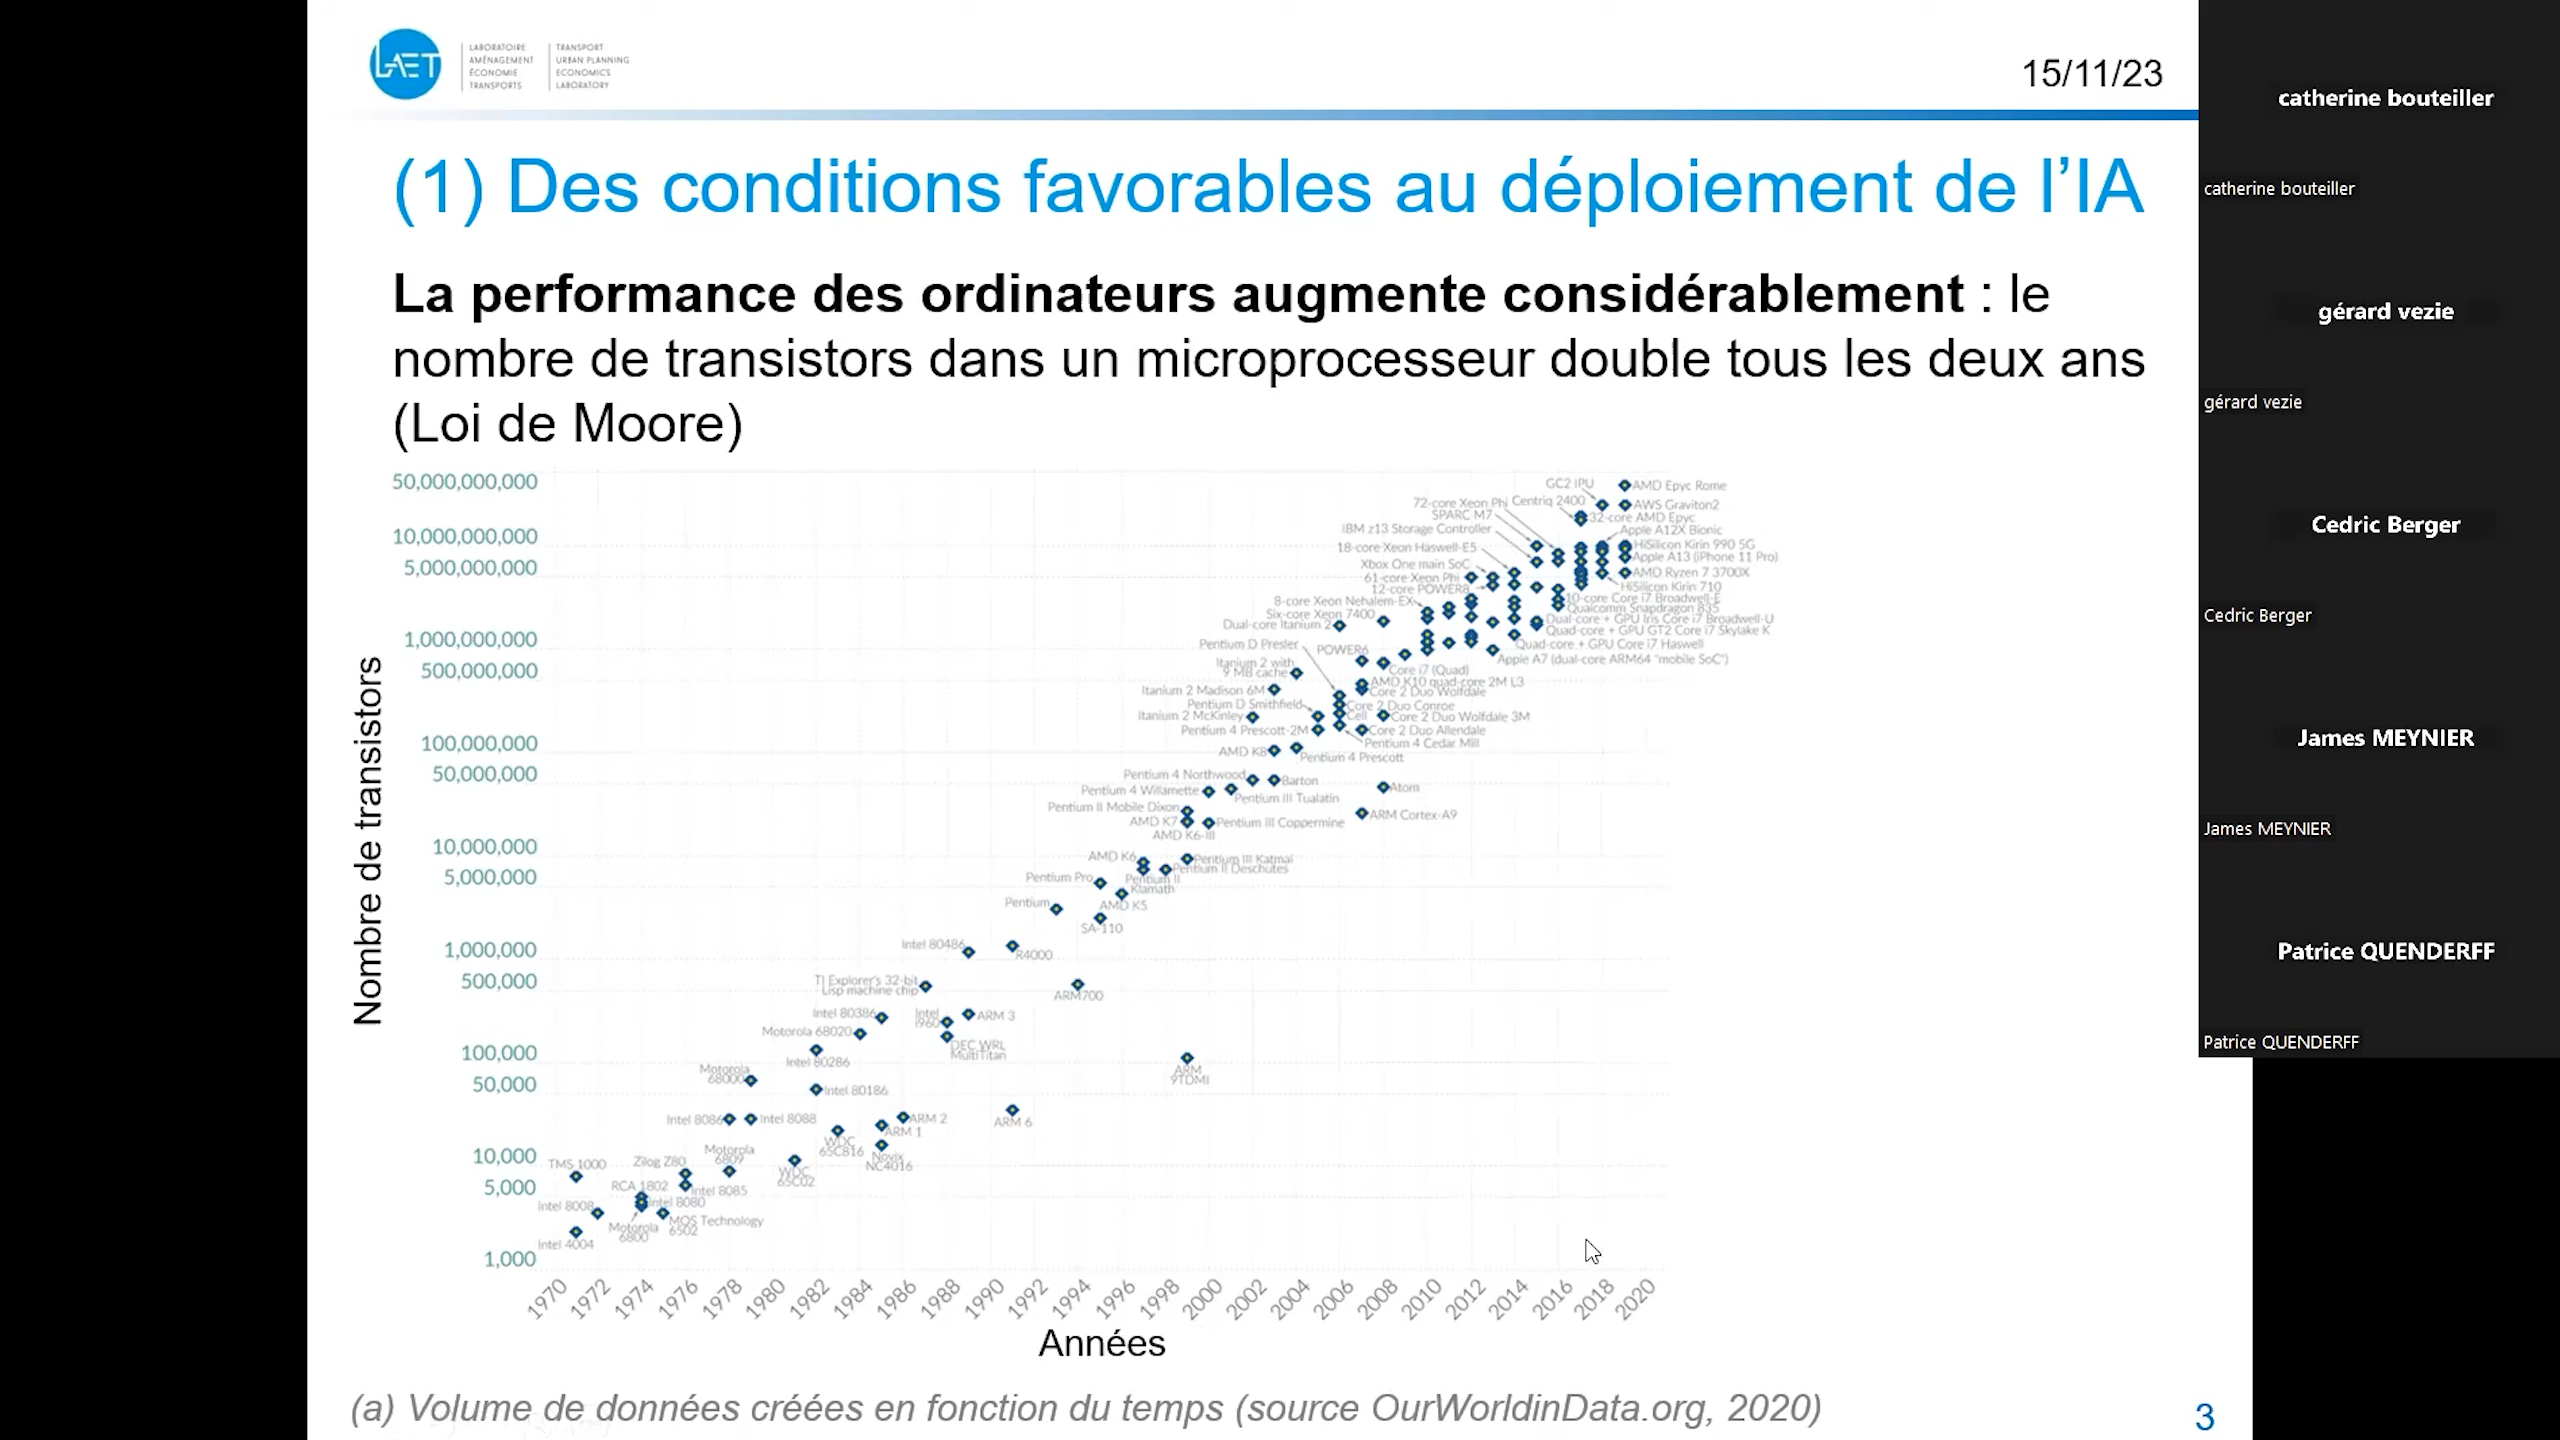 LAET
LABORATOIRE
AMÉNAGEMENT
ÉCONOMIE
TRANSPORTS
TRANSPORT
URBAN PLANNING
ECONOMICS
LABORATORY
15/11/23
(1) Des conditions favorables au déploiement de l’IA
La performance des ordinateurs augmente considérablement : le
nombre de transistors dans un microprocesseur double tous les deux ans
(Loi de Moore)
Nombre de transistors
50,000,000,000
10,000,000,000
5,000,000,000
1,000,000,000
500,000,000
100,000,000
50,000,000
10,000,000
5,000,000
1,000,000
500,000
100,000
50,000
10,000
5,000
1,000
GC2 IPU
AMD Epyc Rome
72-core Xeon Phi
Centriq 2400
AWS Graviton2
SPARC M7
32-core AMD Epyc
IBM z13 Storage Controller
Apple A12X Bionic
18-core Xeon Haswell-E5
HiSilicon Kirin 990 5G
Xbox One main SoC
Apple A13 (iPhone 11 Pro)
61-core Xeon Phi
AMD Ryzen 7 3700X
12-core POWER8
HiSilicon Kirin 710
8-core Xeon Nehalem-EX
10-core Core i7 Broadwell-E
Six-core Xeon 7400
Qualcomm Snapdragon 835
Dual-core Itanium 2
Dual-core + GPU Iris Core i7 Broadwell-U
Quad-core + GPU GT2 Core i7 Skylake K
Pentium D Presler
POWER6
Quad-core + GPU Core i7 Haswell
Apple A7 (dual-core ARM64 "mobile SoC")
Itanium 2 with
9 MB cache
Core i7 (Quad)
AMD K10 quad-core 2M L3
Itanium 2 Madison 6M
Core 2 Duo Wolfdale
Pentium D Smithfield
Core 2 Duo Conroe
Itanium 2 McKinley
Cell
Core 2 Duo Wolfdale 3M
Pentium 4 Prescott-2M
Core 2 Duo Allendale
Pentium 4 Cedar Mill
AMD K8
Pentium 4 Prescott
Pentium 4 Northwood
Barton
Pentium 4 Willamette
Pentium III Tualatin
Atom
Pentium II Mobile Dixon
ARM Cortex-A9
AMD K7
Pentium III Coppermine
AMD K6-III
AMD K6
Pentium III Katmai
Pentium II Deschutes
Pentium Pro
Pentium II
Klamath
Pentium
AMD K5
SA-110
Intel 80486
R4000
TI Explorer's 32-bit
Lisp machine chip
ARM700
Intel 80386
Intel
i960
ARM 3
Motorola 68020
DEC WRL
MultiTitan
Intel 80286
ARM
9TDMI
Motorola
68000
Intel 80186
Intel 8086
Intel 8088
ARM 2
ARM 6
ARM 1
WDC
65C816
Novix
NC4016
Motorola
6809
WDC
65C02
TMS 1000
Zilog Z80
RCA 1802
Intel 8085
Intel 8008
Intel 8080
Motorola
6800
MOS Technology
6502
Intel 4004
1970 1972 1974 1976 1978 1980 1982 1984 1986 1988 1990 1992 1994 1996 1998 2000 2002 2004 2006 2008 2010 2012 2014 2016 2018 2020
Années
(a) Volume de données créées en fonction du temps (source OurWorldinData.org, 2020)
3
catherine bouteiller
catherine bouteiller
gérard vezie
gérard vezie
Cedric Berger
Cedric Berger
James MEYNIER
James MEYNIER
Patrice QUENDERFF
Patrice QUENDERFF